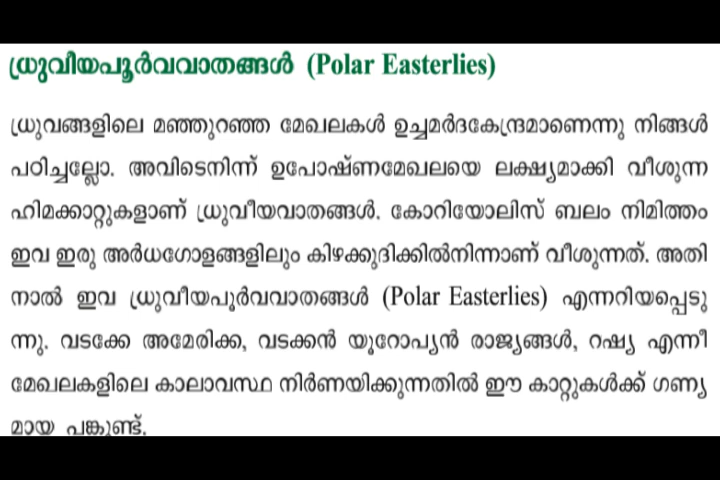 ധ്രുവീയപൂർവവാതങ്ങൾ (Polar Easterlies)
ധ്രുവങ്ങളിലെ മഞ്ഞുറഞ്ഞ മേഖലകൾ ഉച്ചമർദകേന്ദ്രമാണെന്നു നിങ്ങൾ
പഠിച്ചല്ലോ. അവിടെനിന്ന് ഉപോഷ്ണമേഖലയെ ലക്ഷ്യമാക്കി വീശുന്ന
ഹിമക്കാറ്റുകളാണ് ധ്രുവീയവാതങ്ങൾ. കോറിയോലിസ് ബലം നിമിത്തം
ഇവ ഇരു അർധഗോളങ്ങളിലും കിഴക്കുദിക്കിൽനിന്നാണ് വീശുന്നത്. അതി
നാൽ ഇവ ധ്രുവീയപൂർവവാതങ്ങൾ (Polar Easterlies) എന്നറിയപ്പെടു
ന്നു. വടക്കേ അമേരിക്ക, വടക്കൻ യൂറോപ്യൻ രാജ്യങ്ങൾ, റഷ്യ എന്നീ
മേഖലകളിലെ കാലാവസ്ഥ നിർണയിക്കുന്നതിൽ ഈ കാറ്റുകൾക്ക് ഗണ്യ
മായ പങ്കുണ്ട്.